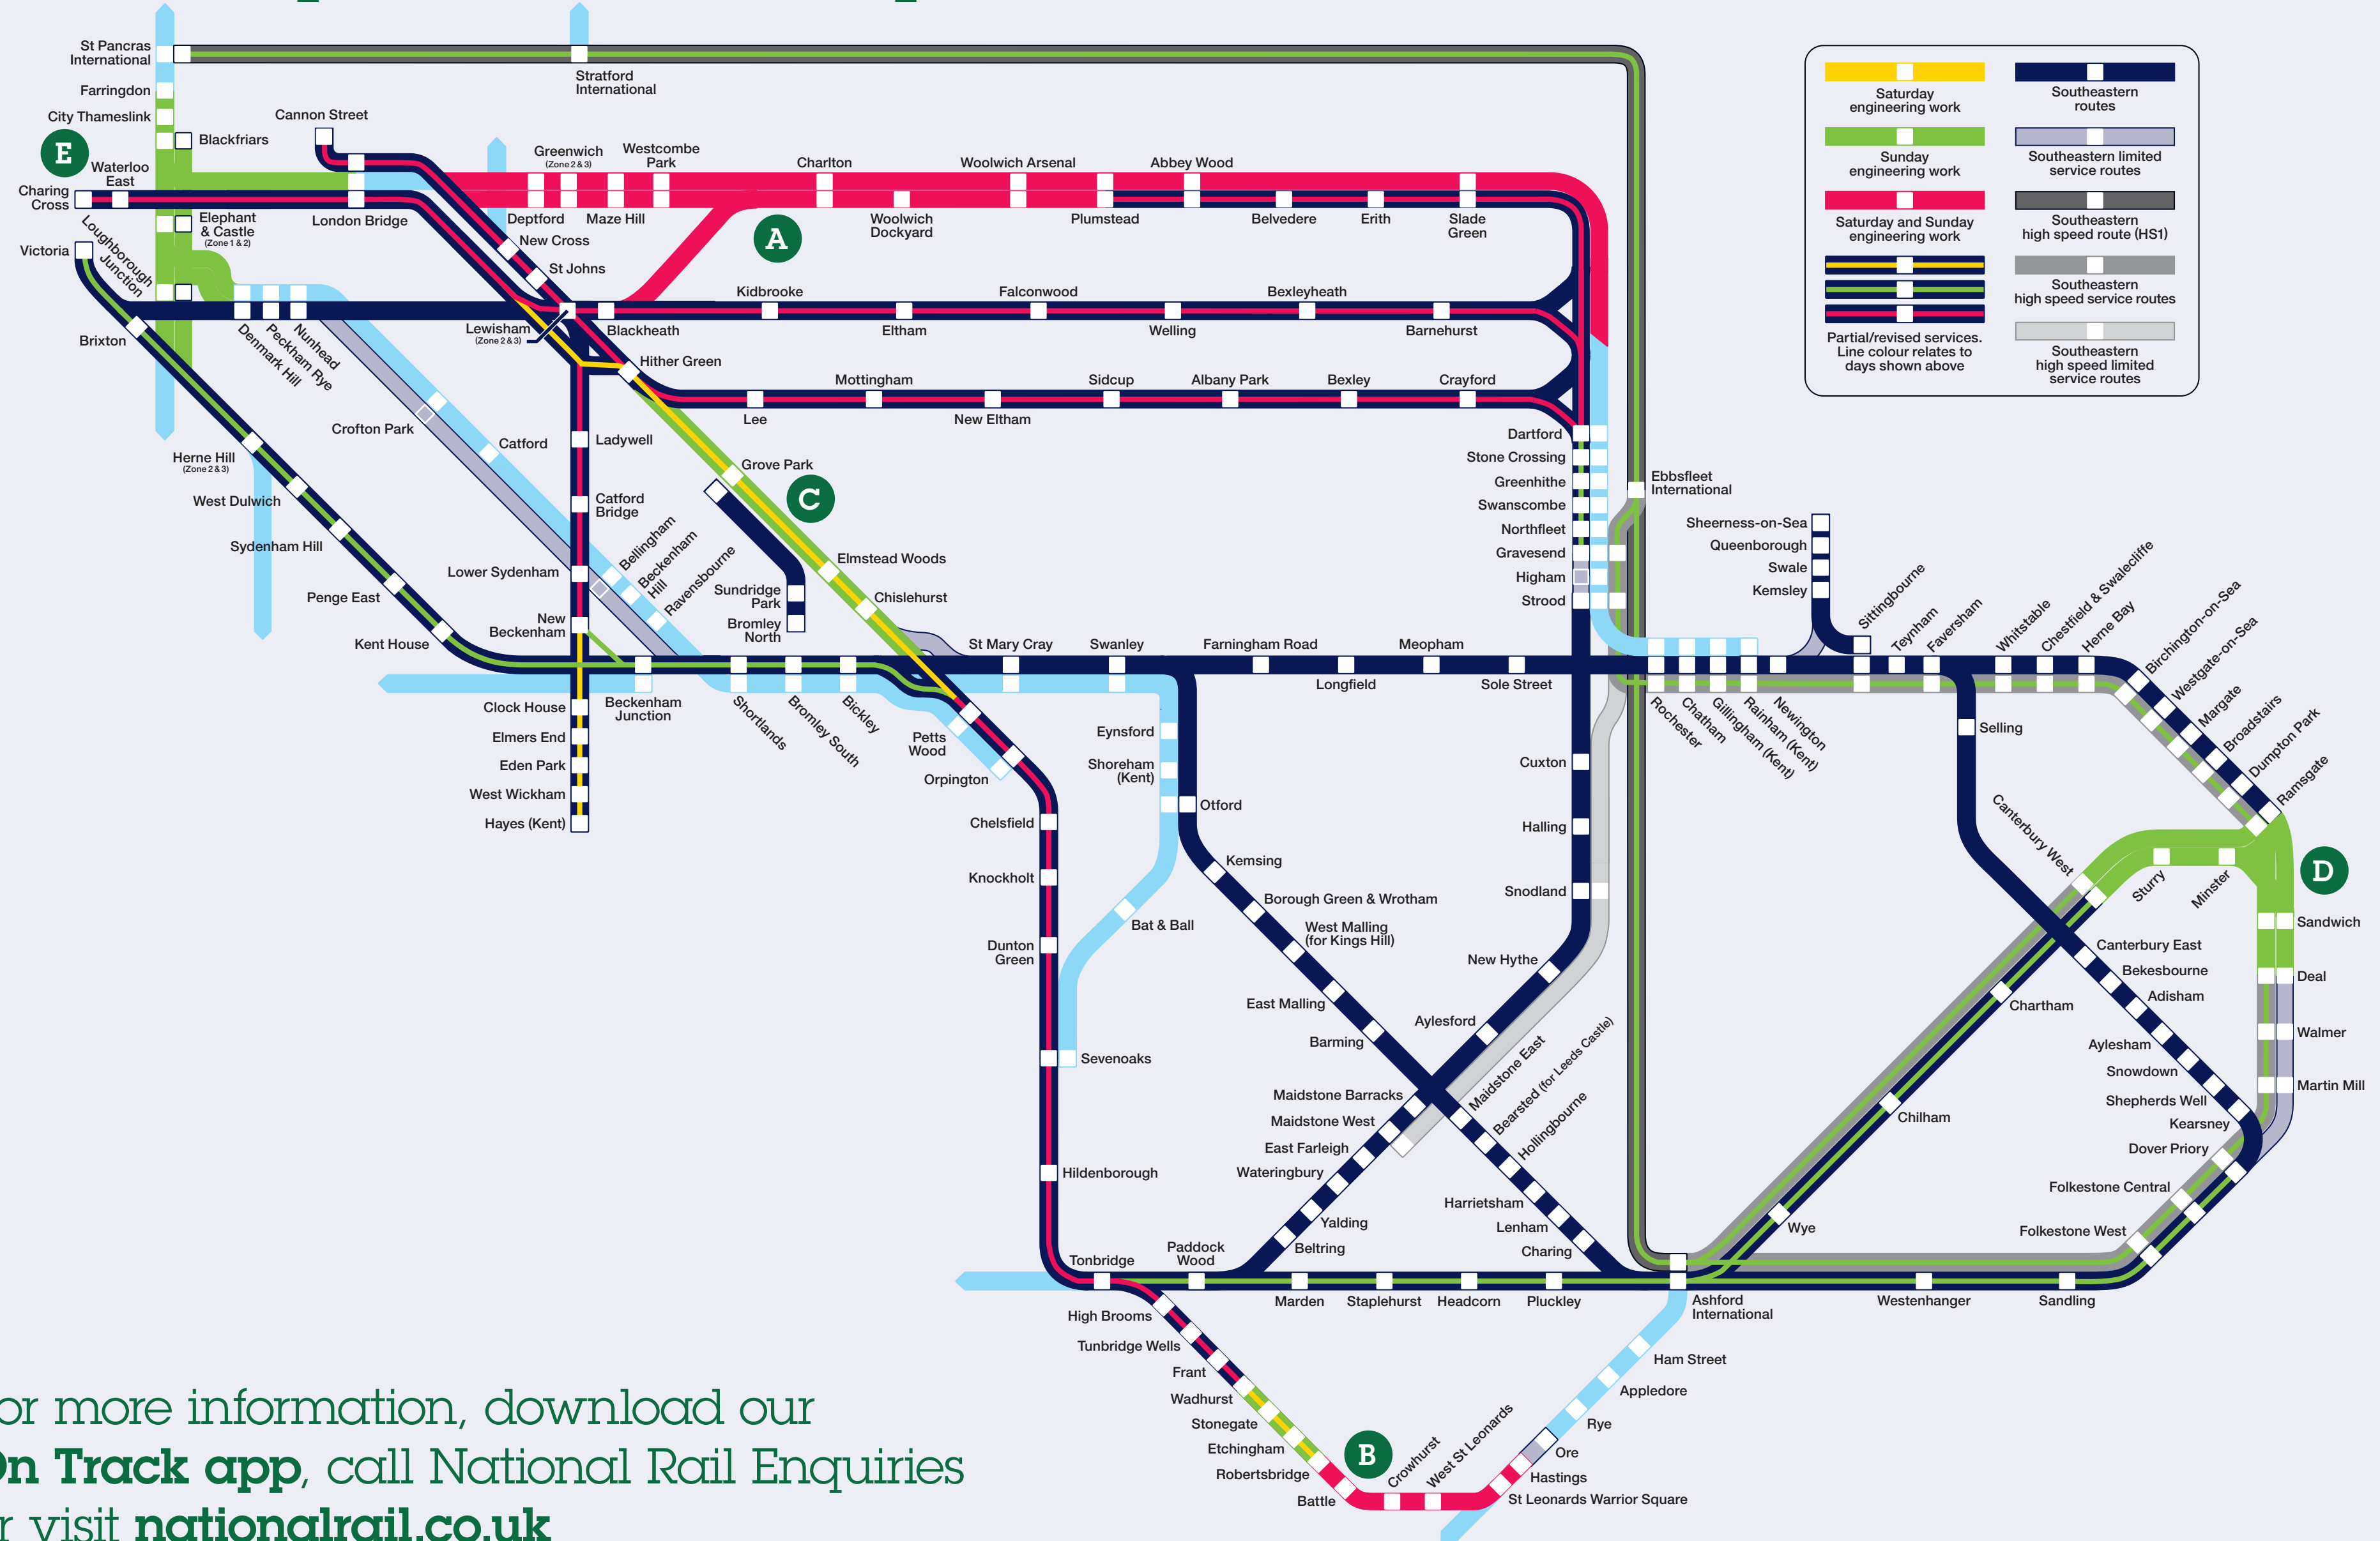 St Pancras
International
Stratford
International
Farringdon
City Thameslink
Blackfriars
Cannon Street
E
Waterloo
East
Charing
Cross
London Bridge
Elephant
& Castle
(Zone 1 & 2)
Loughborough
Junction
Victoria
Brixton
Denmark Hill
Peckham Rye
Nunhead
Greenwich
(Zone 2 & 3)
Westcombe
Park
Charlton
Woolwich Arsenal
Abbey Wood
Deptford
Maze Hill
Woolwich
Dockyard
Plumstead
Belvedere
Erith
Slade
Green
A
New Cross
St Johns
Lewisham
(Zone 2 & 3)
Blackheath
Kidbrooke
Eltham
Falconwood
Welling
Bexleyheath
Barnehurst
Hither Green
Lee
Mottingham
New Eltham
Sidcup
Albany Park
Bexley
Crayford
Crofton Park
Catford
Herne Hill
(Zone 2 & 3)
West Dulwich
Sydenham Hill
Penge East
Kent House
Ladywell
Catford
Bridge
Lower Sydenham
New
Beckenham
Bellingham
Beckenham
Hill
Ravensbourne
Grove Park
C
Elmstead Woods
Chislehurst
Sundridge
Park
Bromley
North
Clock House
Elmers End
Eden Park
West Wickham
Hayes (Kent)
Beckenham
Junction
Shortlands
Bromley South
Bickley
Petts
Wood
Orpington
St Mary Cray
Swanley
Farningham Road
Longfield
Meopham
Sole Street
Dartford
Stone Crossing
Greenhithe
Swanscombe
Northfleet
Gravesend
Higham
Strood
Ebbsfleet
International
Sheerness-on-Sea
Queenborough
Swale
Kemsley
Sittingbourne
Teynham
Faversham
Whitstable
Chestfield & Swalecliffe
Herne Bay
Birchington-on-Sea
Westgate-on-Sea
Margate
Broadstairs
Dumpton Park
Ramsgate
Rochester
Chatham
Gillingham (Kent)
Rainham (Kent)
Newington
Selling
Eynsford
Shoreham
(Kent)
Otford
Bat & Ball
Chelsfield
Knockholt
Dunton
Green
Sevenoaks
Hildenborough
Tonbridge
Kemsing
Borough Green & Wrotham
West Malling
(for Kings Hill)
East Malling
Barming
Maidstone East
Bearsted (for Leeds Castle)
Hollingbourne
Harrietsham
Lenham
Charing
Cuxton
Halling
Snodland
New Hythe
Aylesford
Maidstone Barracks
Maidstone West
East Farleigh
Wateringbury
Yalding
Beltring
Paddock
Wood
Marden
Staplehurst
Headcorn
Pluckley
Ashford
International
Westenhanger
Sandling
Folkestone West
Folkestone Central
Dover Priory
Kearsney
Shepherds Well
Snowdown
Aylesham
Adisham
Bekesbourne
Canterbury East
Canterbury West
Sturry
Minster
D
Sandwich
Deal
Walmer
Martin Mill
Chartham
Chilham
Wye
High Brooms
Tunbridge Wells
Frant
Wadhurst
Stonegate
Etchingham
Robertsbridge
Battle
B
Crowhurst
West St Leonards
St Leonards Warrior Square
Hastings
Ore
Rye
Appledore
Ham Street
Saturday
engineering work
Sunday
engineering work
Saturday and Sunday
engineering work
Partial/revised services.
Line colour relates to
days shown above
Southeastern
routes
Southeastern limited
service routes
Southeastern
high speed route (HS1)
Southeastern
high speed service routes
Southeastern
high speed limited
service routes
or more information, download our
On Track app, call National Rail Enquiries
r visit nationalrail.co.uk